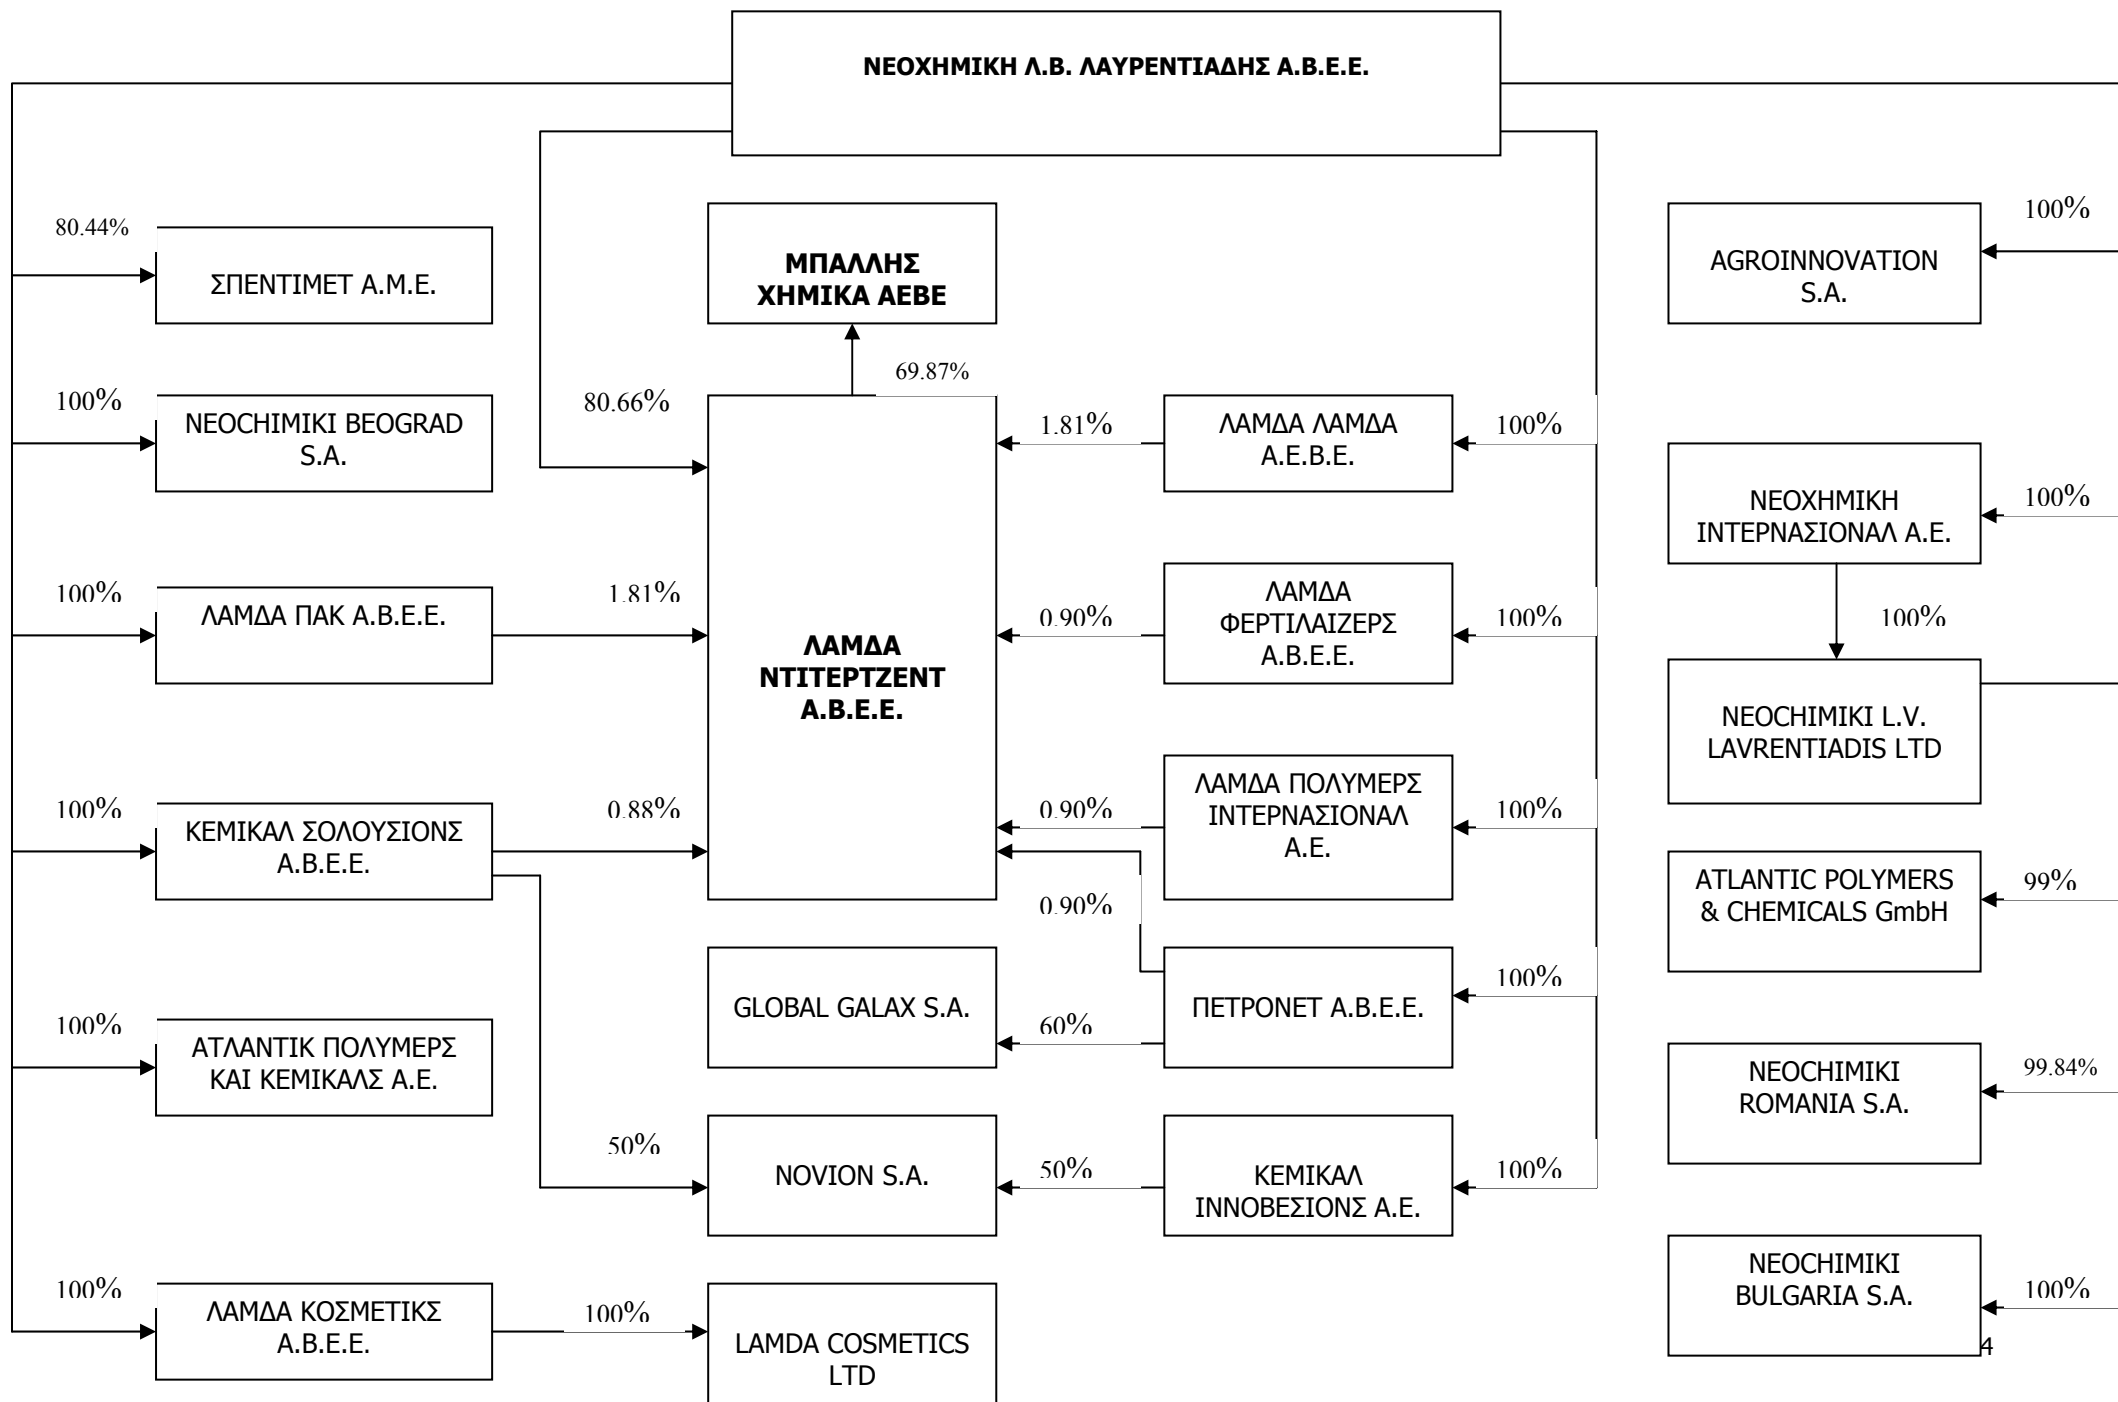 ΝΕΟΧΗΜΙΚΗ Λ.Β. ΛΑΥΡΕΝΤΙΑΔΗΣ Α.Β.Ε.Ε.
80.44%
ΣΠΕΝΤΙΜΕΤ Α.Μ.Ε.
ΜΠΑΛΛΗΣ
ΧΗΜΙΚΑ ΑΕΒΕ
AGROINNOVATION
S.A.
100%
69.87%
100%
NEOCHIMIKI BEOGRAD
S.A.
80.66%
1.81%
ΛΑΜΔΑ ΛΑΜΔΑ
Α.Ε.Β.Ε.
100%
ΝΕΟΧΗΜΙΚΗ
ΙΝΤΕΡΝΑΣΙΟΝΑΛ Α.Ε.
100%
100%
ΛΑΜΔΑ ΠΑΚ Α.Β.Ε.Ε.
1.81%
ΛΑΜΔΑ
ΝΤΙΤΕΡΤΖΕΝΤ
Α.Β.Ε.Ε.
0.90%
ΛΑΜΔΑ
ΦΕΡΤΙΛΑΙΖΕΡΣ
Α.Β.Ε.Ε.
100%
100%
NEOCHIMIKI L.V.
LAVRENTIADIS LTD
100%
ΚΕΜΙΚΑΛ ΣΟΛΟΥΣΙΟΝΣ
Α.Β.Ε.Ε.
0.88%
0.90%
ΛΑΜΔΑ ΠΟΛΥΜΕΡΣ
ΙΝΤΕΡΝΑΣΙΟΝΑΛ
Α.Ε.
100%
ATLANTIC POLYMERS
& CHEMICALS GmbH
99%
0.90%
100%
ΑΤΛΑΝΤΙΚ ΠΟΛΥΜΕΡΣ
ΚΑΙ ΚΕΜΙΚΑΛΣ Α.Ε.
GLOBAL GALAX S.A.
60%
ΠΕΤΡΟΝΕΤ Α.Β.Ε.Ε.
100%
NEOCHIMIKI
ROMANIA S.A.
99.84%
50%
NOVION S.A.
50%
ΚΕΜΙΚΑΛ
ΙΝΝΟΒΕΣΙΟΝΣ Α.Ε.
100%
100%
ΛΑΜΔΑ ΚΟΣΜΕΤΙΚΣ
Α.Β.Ε.Ε.
100%
LAMDA COSMETICS
LTD
NEOCHIMIKI
BULGARIA S.A.
100%
4